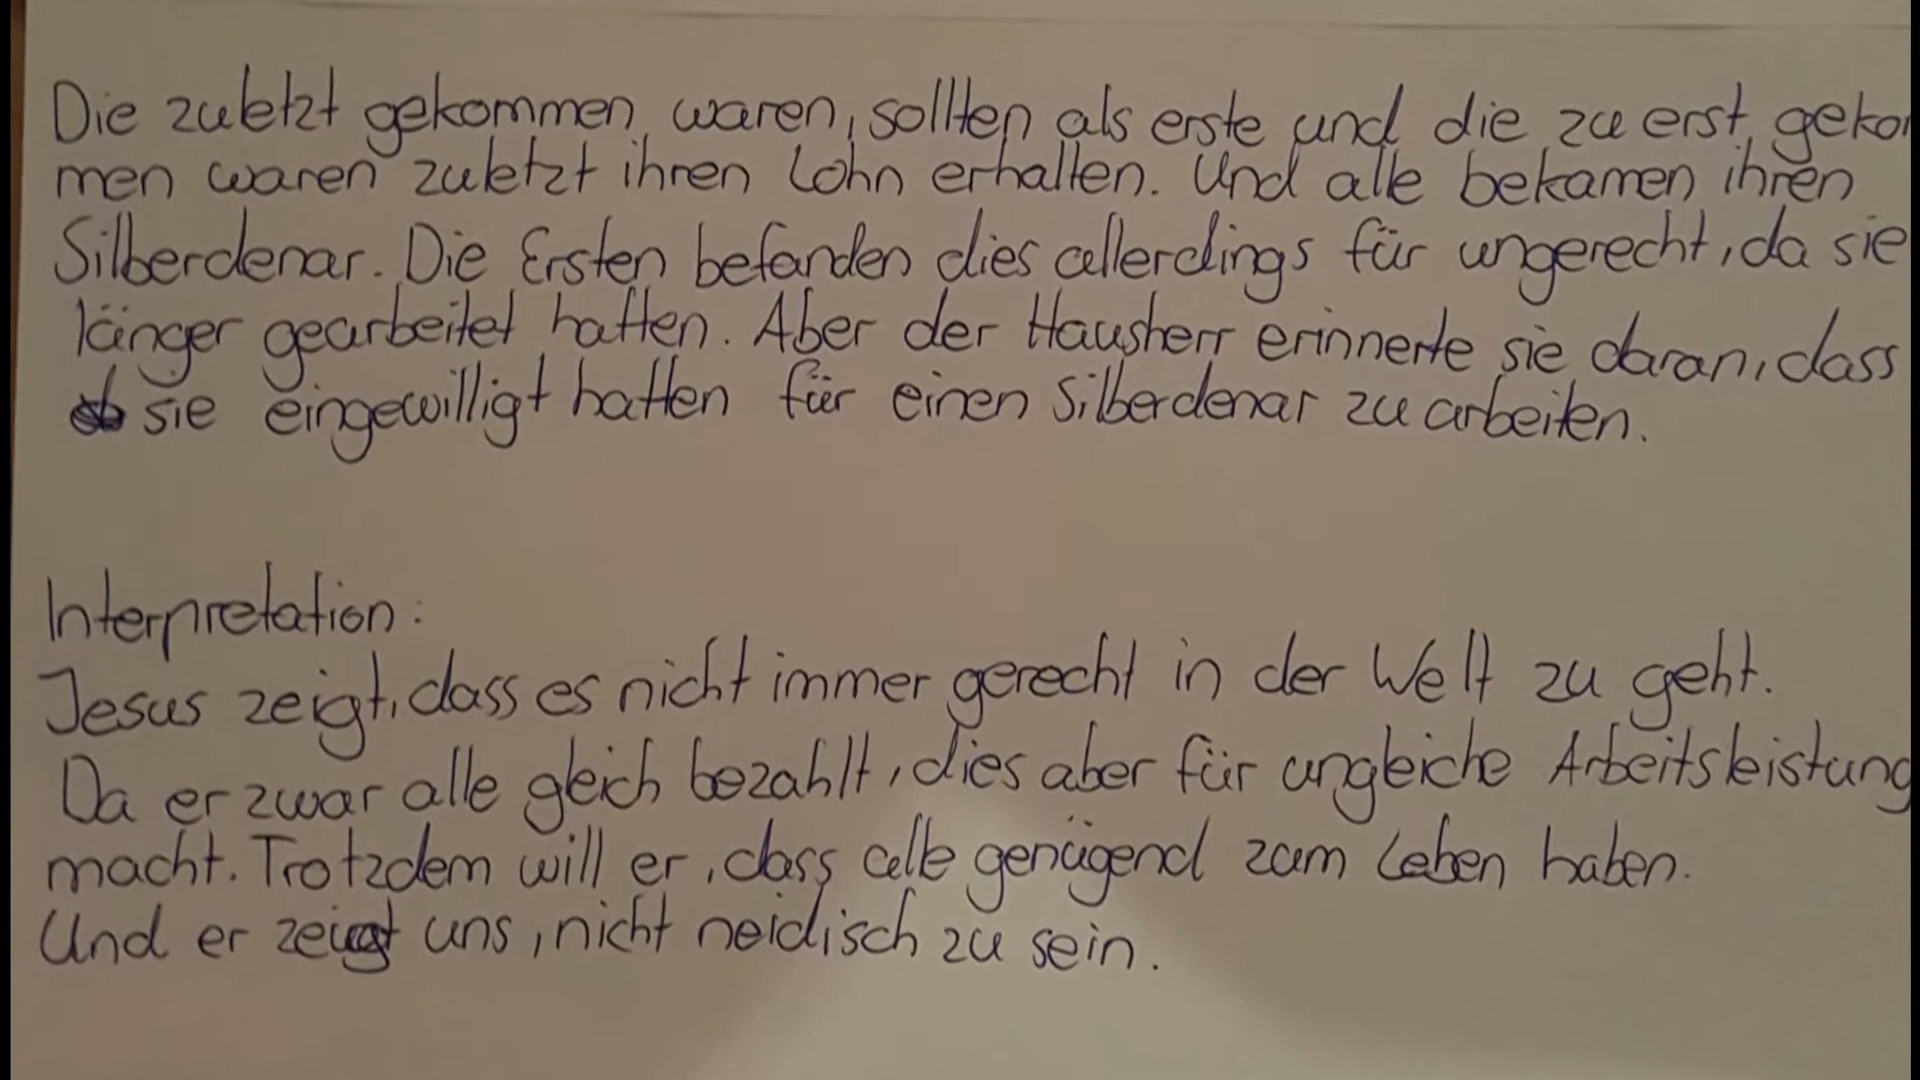 Die zuletzt gekommen waren, sollten als erste und die zu erst geko
men waren zuletzt ihren Lohn erhalten. Und alle bekamen ihren
Silberdenar. Die Ersten befanden dies allerdings für ungerecht, da sie
länger gearbeitet hatten. Aber der Hausherr erinnerte sie daran, dass
sie eingewilligt hatten für einen Silberdenar zu arbeiten.
Interpretation:
Jesus zeigt, dass es nicht immer gerecht in der Welt zu geht.
Da er zwar alle gleich bezahlt, dies aber für ungleiche Arbeitsleistung
macht. Trotzdem will er, dass alle genügend zum Leben haben.
Und er zeigt uns, nicht neidisch zu sein.